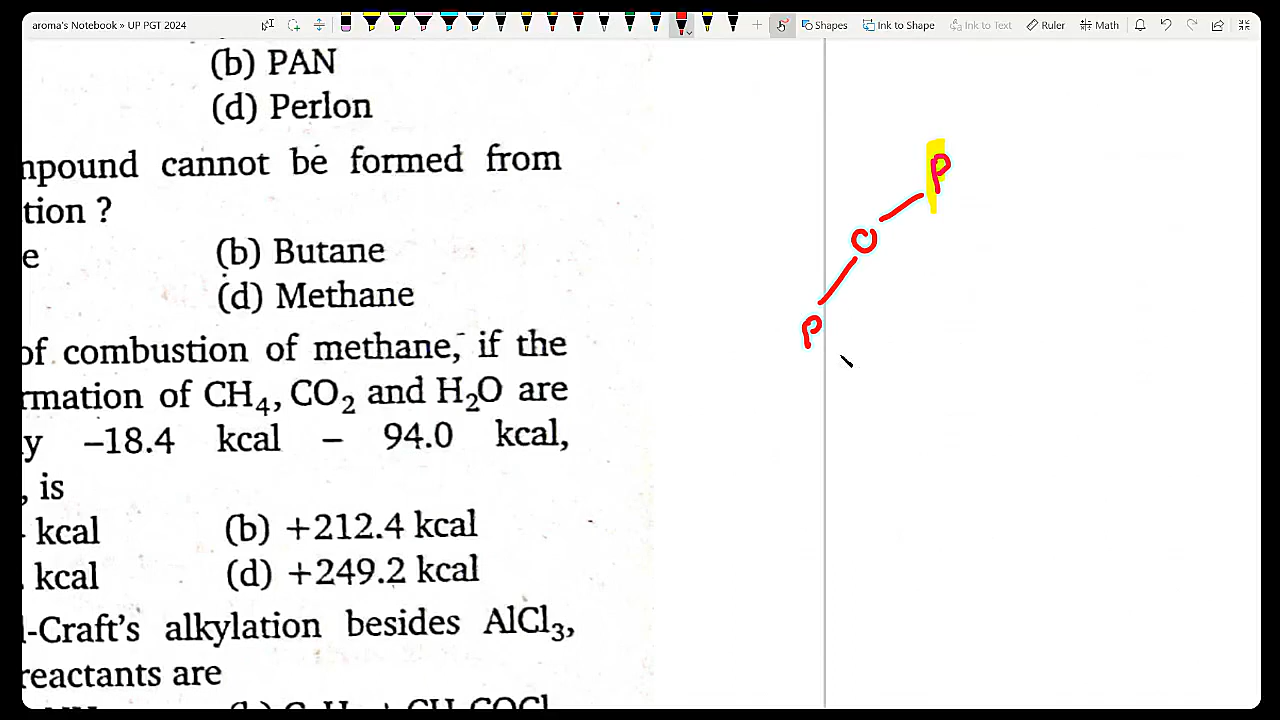 aroma's Notebook » UP PGT 2024
Shapes Ink to Shape Ink to Text Ruler Math
(b) PAN
(d) Perlon
mpound cannot be formed from
tion ?
e (b) Butane
(d) Methane
of combustion of methane, if the
rmation of CH₄, CO₂ and H₂O are
y –18.4 kcal – 94.0 kcal,
, is
kcal (b) +212.4 kcal
. kcal (d) +249.2 kcal
l-Craft's alkylation besides AlCl₃,
reactants are
P
O
P